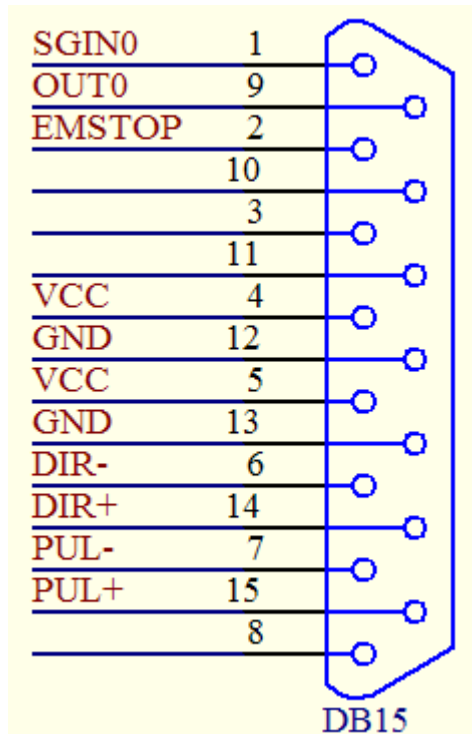 SGIN0 1
OUT0 9
EMSTOP 2
10
3
11
VCC 4
GND 12
VCC 5
GND 13
DIR- 6
DIR+ 14
PUL- 7
PUL+ 15
8
DB15